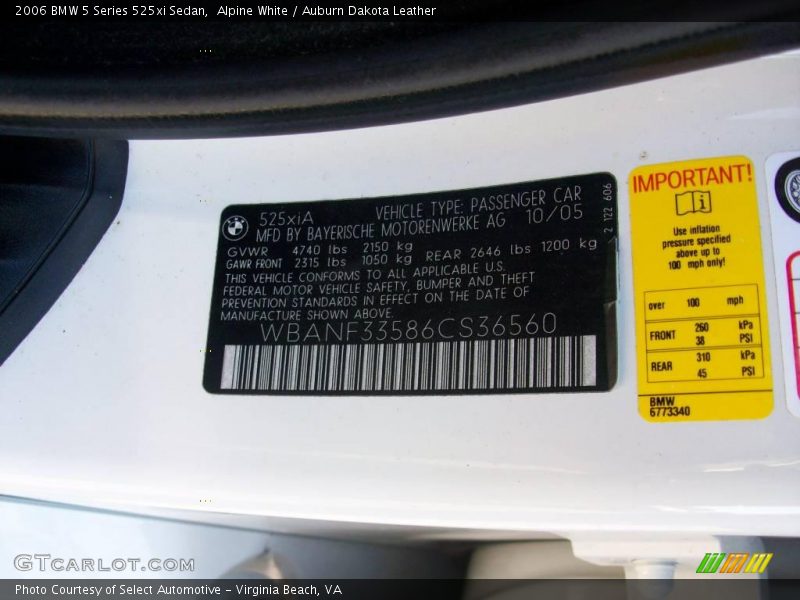 2006 BMW 5 Series 525xi Sedan,  Alpine White / Auburn Dakota Leather
525xiA VEHICLE TYPE: PASSENGER CAR
MFD BY BAYERISCHE MOTORENWERKE AG 10/05
GVWR 4740 lbs 2150 kg
GAWR FRONT 2315 lbs 1050 kg REAR 2646 lbs 1200 kg
THIS VEHICLE CONFORMS TO ALL APPLICABLE U.S.
FEDERAL MOTOR VEHICLE SAFETY, BUMPER AND THEFT
PREVENTION STANDARDS IN EFFECT ON THE DATE OF
MANUFACTURE SHOWN ABOVE.
WBANF33586CS36560
2 122 606
IMPORTANT!
Use inflation
pressure specified
above up to
100 mph only!
over 100 mph
FRONT 260 kPa
38 PSI
REAR 310 kPa
45 PSI
BMW
6773340
GTCarlot.com
Photo Courtesy of Select Automotive - Virginia Beach, VA